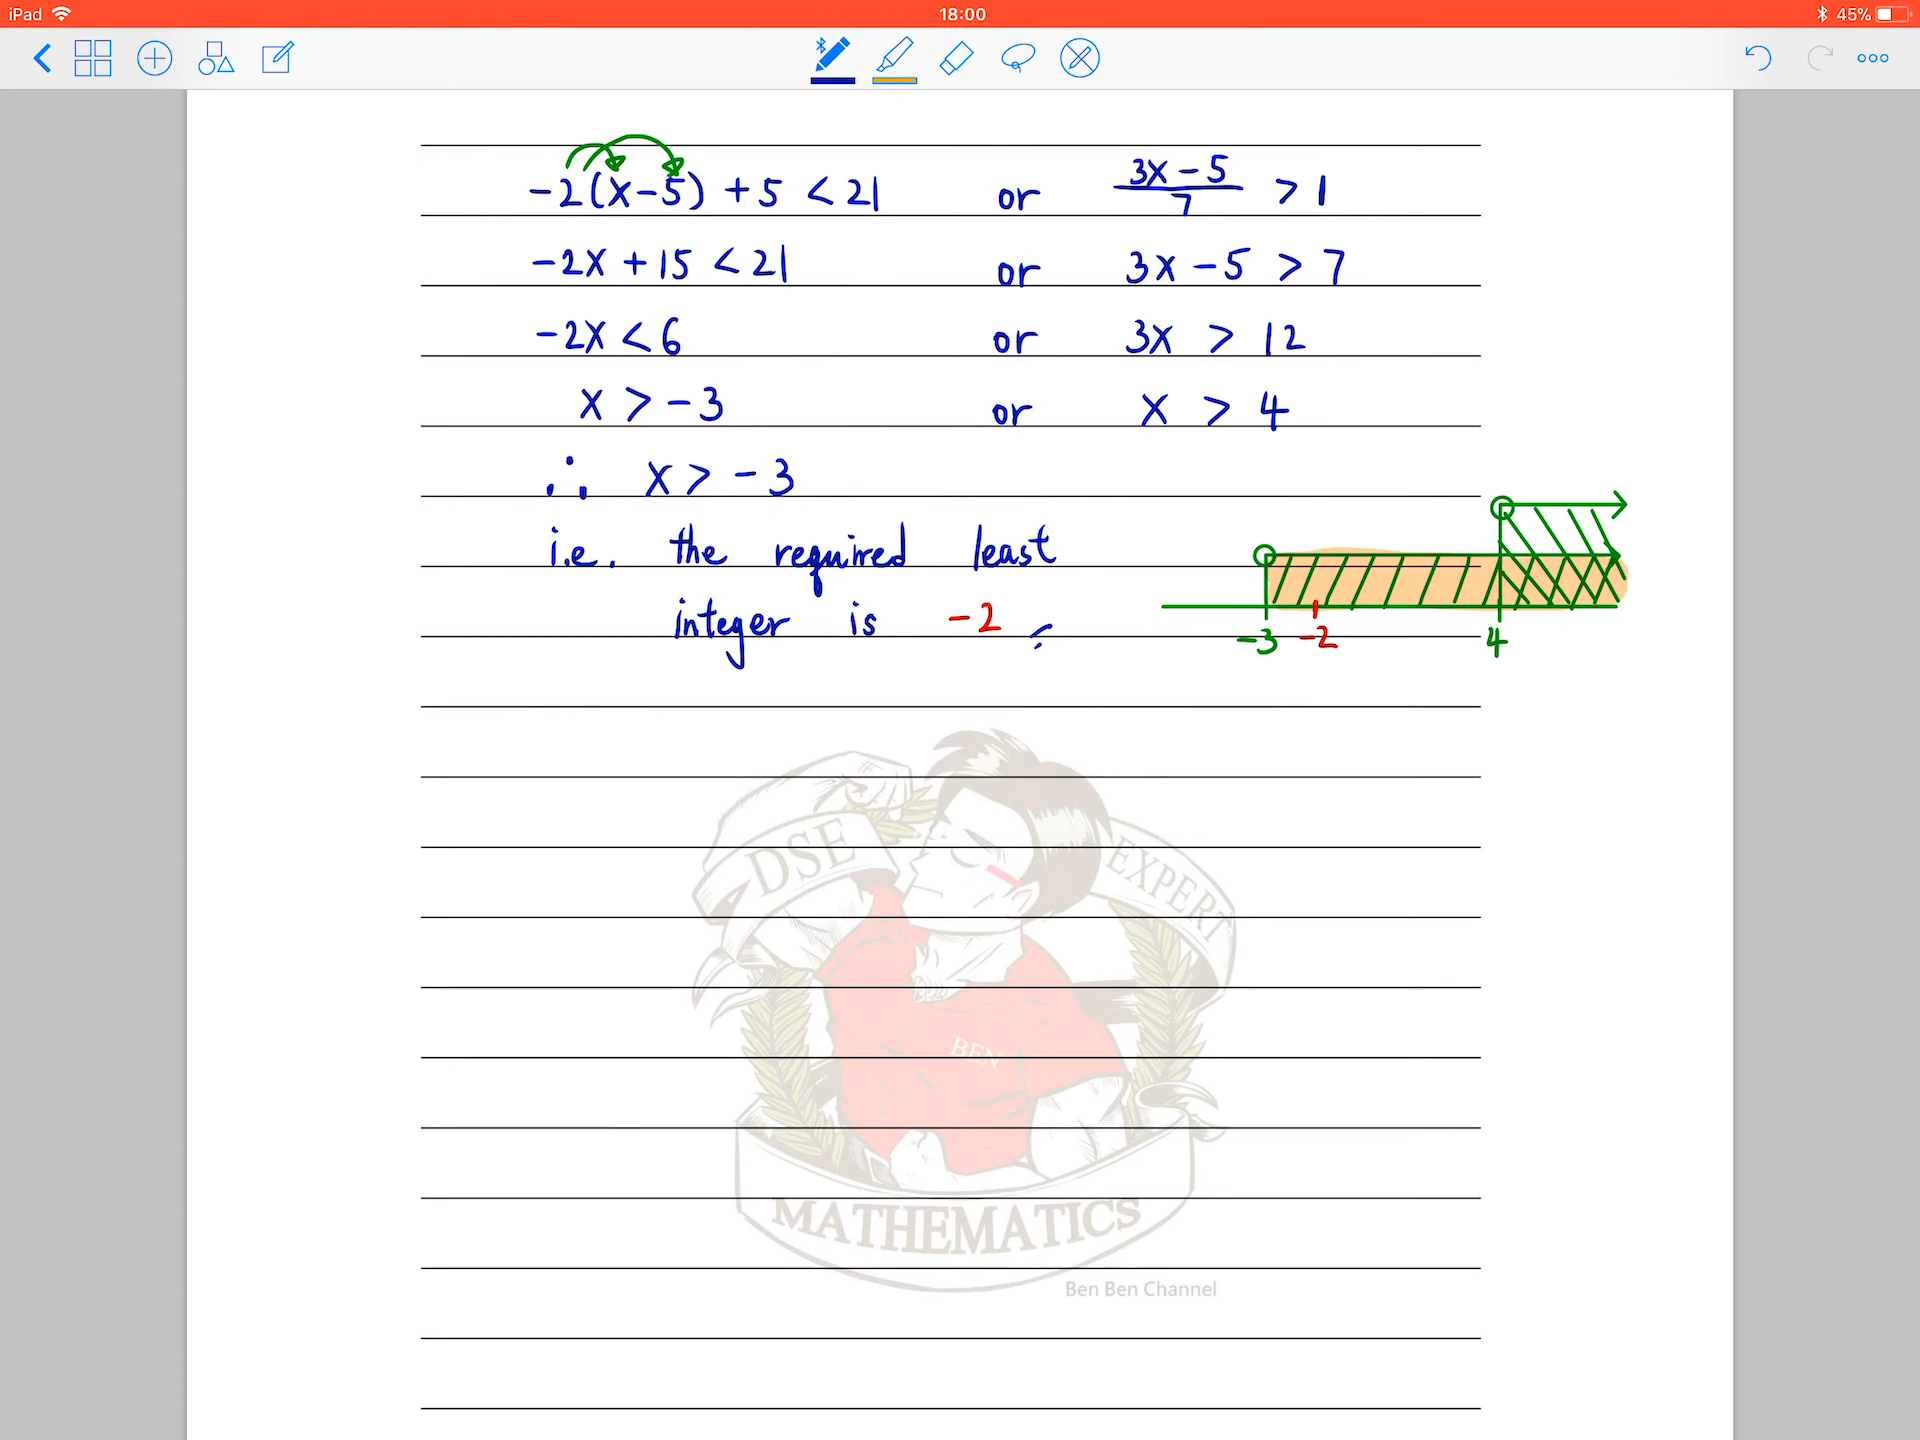 iPad 18:00 45%
-2(x-5) +5 < 21 or (3x-5)/7 > 1
-2x +15 < 21 or 3x -5 > 7
-2x < 6 or 3x > 12
x > -3 or x > 4
∴ x > -3
i.e. the required least
integer is -2
-3 -2 4
DSE EXPERT
BEN
MATHEMATICS
Ben Ben Channel